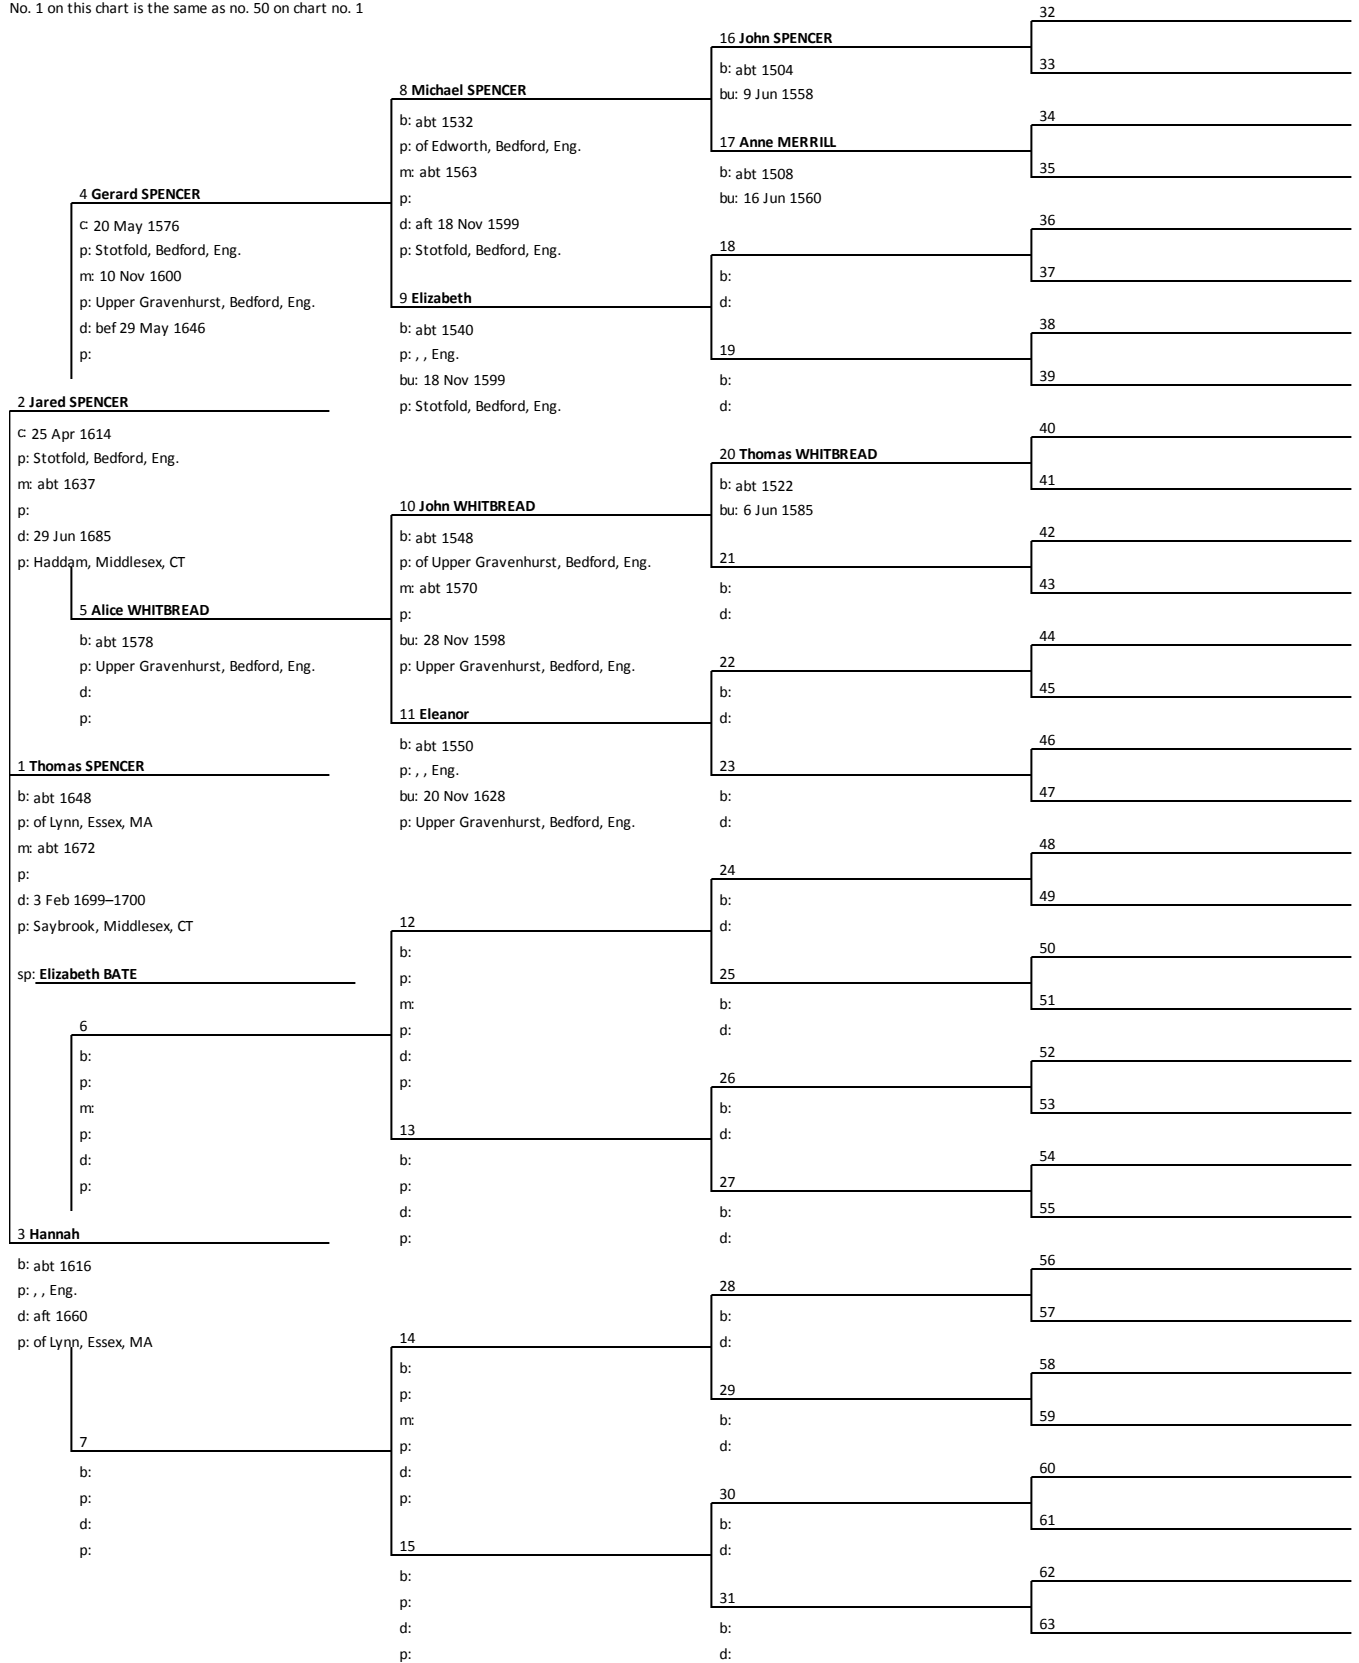 No. 1 on this chart is the same as no. 50 on chart no. 1
4 Gerard SPENCER
c: 20 May 1576
p: Stotfold, Bedford, Eng.
m: 10 Nov 1600
p: Upper Gravenhurst, Bedford, Eng.
d: bef 29 May 1646
p:
2 Jared SPENCER
c: 25 Apr 1614
p: Stotfold, Bedford, Eng.
m: abt 1637
p:
d: 29 Jun 1685
p: Haddam, Middlesex, CT
5 Alice WHITBREAD
b: abt 1578
p: Upper Gravenhurst, Bedford, Eng.
d:
p:
1 Thomas SPENCER
b: abt 1648
p: of Lynn, Essex, MA
m: abt 1672
p:
d: 3 Feb 1699–1700
p: Saybrook, Middlesex, CT
sp: Elizabeth BATE
6
b:
p:
m:
p:
d:
p:
3 Hannah
b: abt 1616
p: , , Eng.
d: aft 1660
p: of Lynn, Essex, MA
7
b:
p:
d:
p:
8 Michael SPENCER
b: abt 1532
p: of Edworth, Bedford, Eng.
m: abt 1563
p:
d: aft 18 Nov 1599
p: Stotfold, Bedford, Eng.
9 Elizabeth
b: abt 1540
p: , , Eng.
bu: 18 Nov 1599
p: Stotfold, Bedford, Eng.
10 John WHITBREAD
b: abt 1548
p: of Upper Gravenhurst, Bedford, Eng.
m: abt 1570
p:
bu: 28 Nov 1598
p: Upper Gravenhurst, Bedford, Eng.
11 Eleanor
b: abt 1550
p: , , Eng.
bu: 20 Nov 1628
p: Upper Gravenhurst, Bedford, Eng.
12
b:
p:
m:
p:
d:
p:
13
b:
p:
d:
p:
14
b:
p:
m:
p:
d:
p:
15
b:
p:
d:
p:
16 John SPENCER
b: abt 1504
bu: 9 Jun 1558
17 Anne MERRILL
b: abt 1508
bu: 16 Jun 1560
18
b:
d:
19
b:
d:
20 Thomas WHITBREAD
b: abt 1522
bu: 6 Jun 1585
21
b:
d:
22
b:
d:
23
b:
d:
24
b:
d:
25
b:
d:
26
b:
d:
27
b:
d:
28
b:
d:
29
b:
d:
30
b:
d:
31
b:
d:
32
33
34
35
36
37
38
39
40
41
42
43
44
45
46
47
48
49
50
51
52
53
54
55
56
57
58
59
60
61
62
63